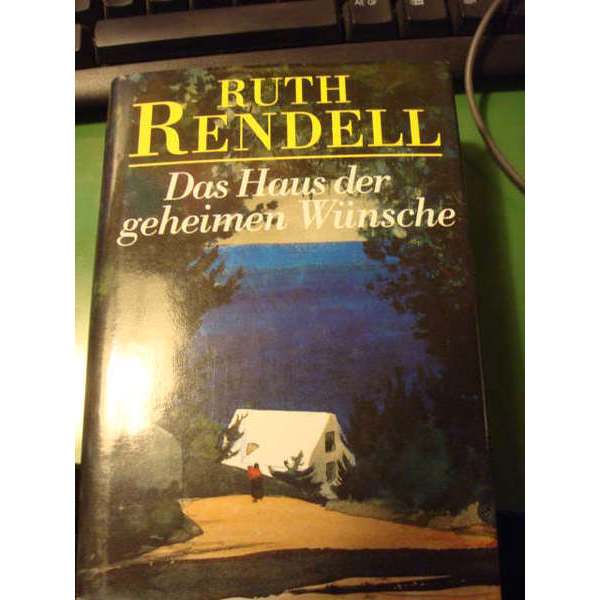 RUTH
RENDELL
Das Haus der
geheimen Wünsche